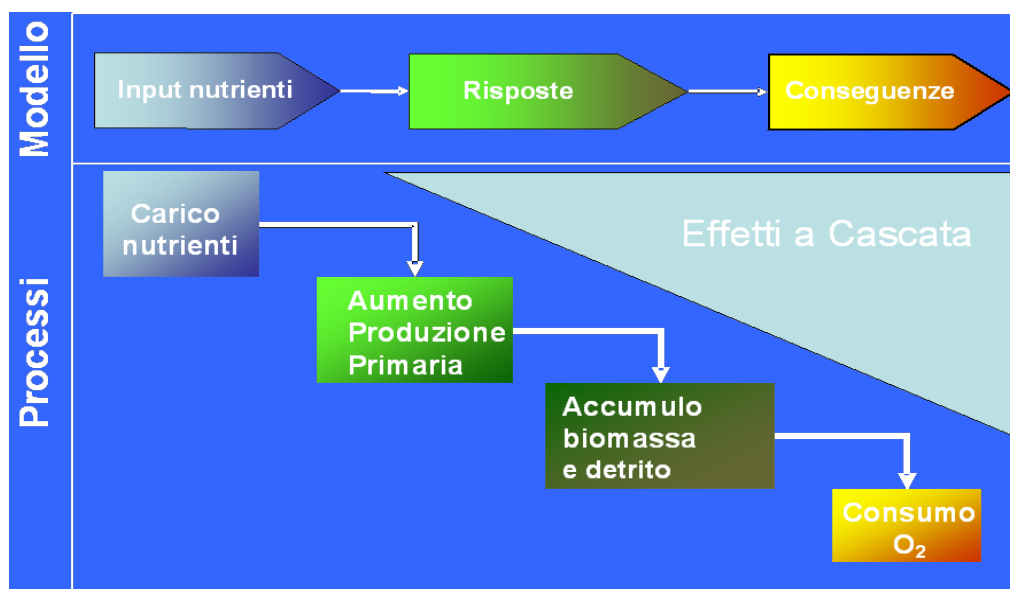 Modello
Input nutrienti
Risposte
Conseguenze
Processi
Carico
nutrienti
Effetti a Cascata
Aumento
Produzione
Primaria
Accumulo
biomassa
e detrito
Consumo
O₂